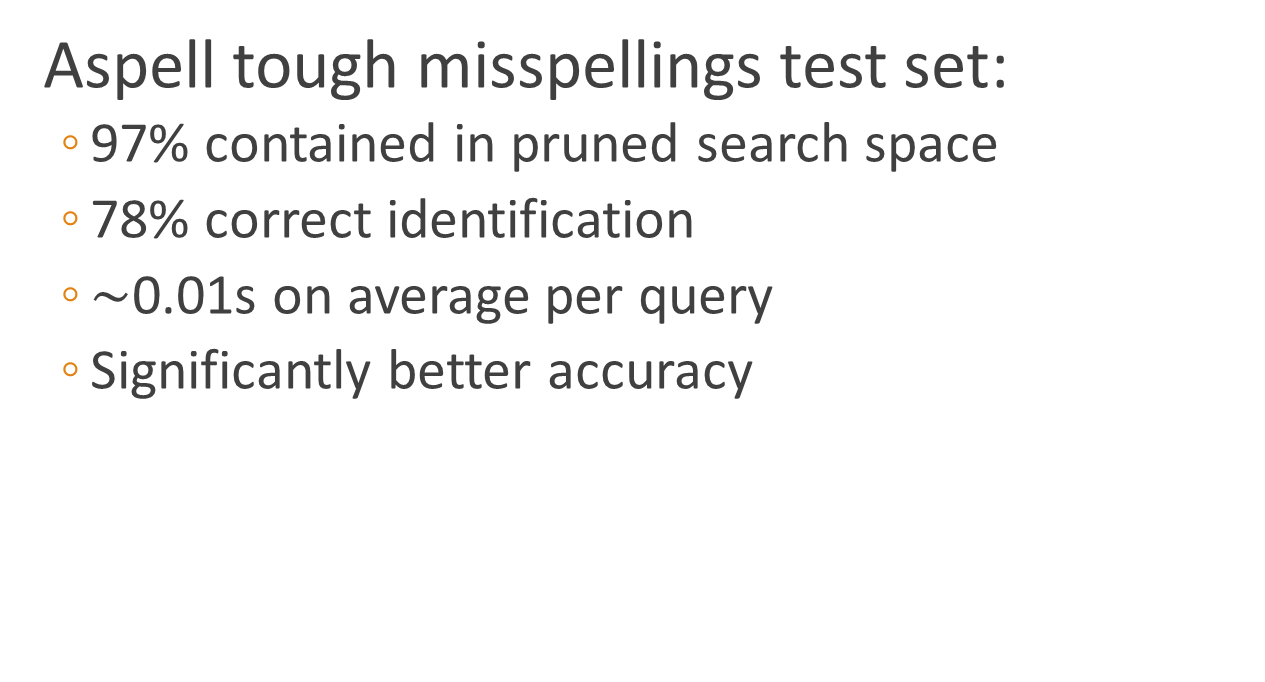 Aspell tough misspellings test set:
◦ 97% contained in pruned search space
◦ 78% correct identification
◦ ~0.01s on average per query
◦ Significantly better accuracy